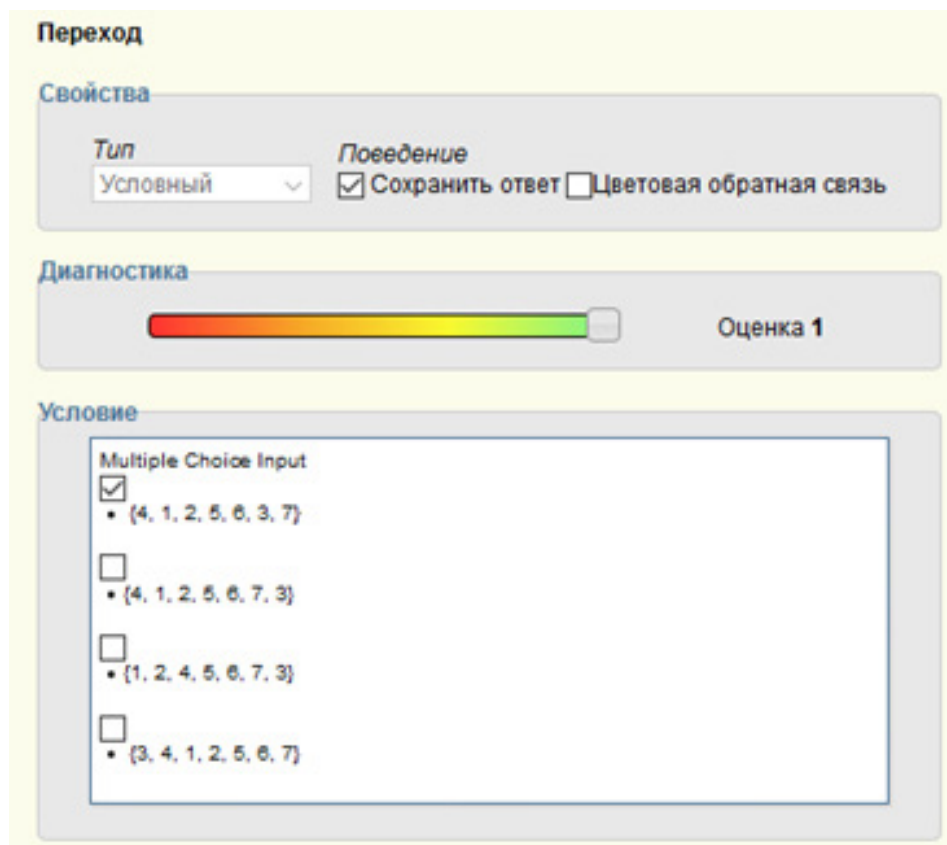 Переход
Свойства
Тип
Поведение
Условный
Сохранить ответ
Цветовая обратная связь
Диагностика
Оценка 1
Условие
Multiple Choice Input
• {4, 1, 2, 5, 6, 3, 7}
• {4, 1, 2, 5, 6, 7, 3}
• {1, 2, 4, 5, 6, 7, 3}
• {3, 4, 1, 2, 5, 6, 7}